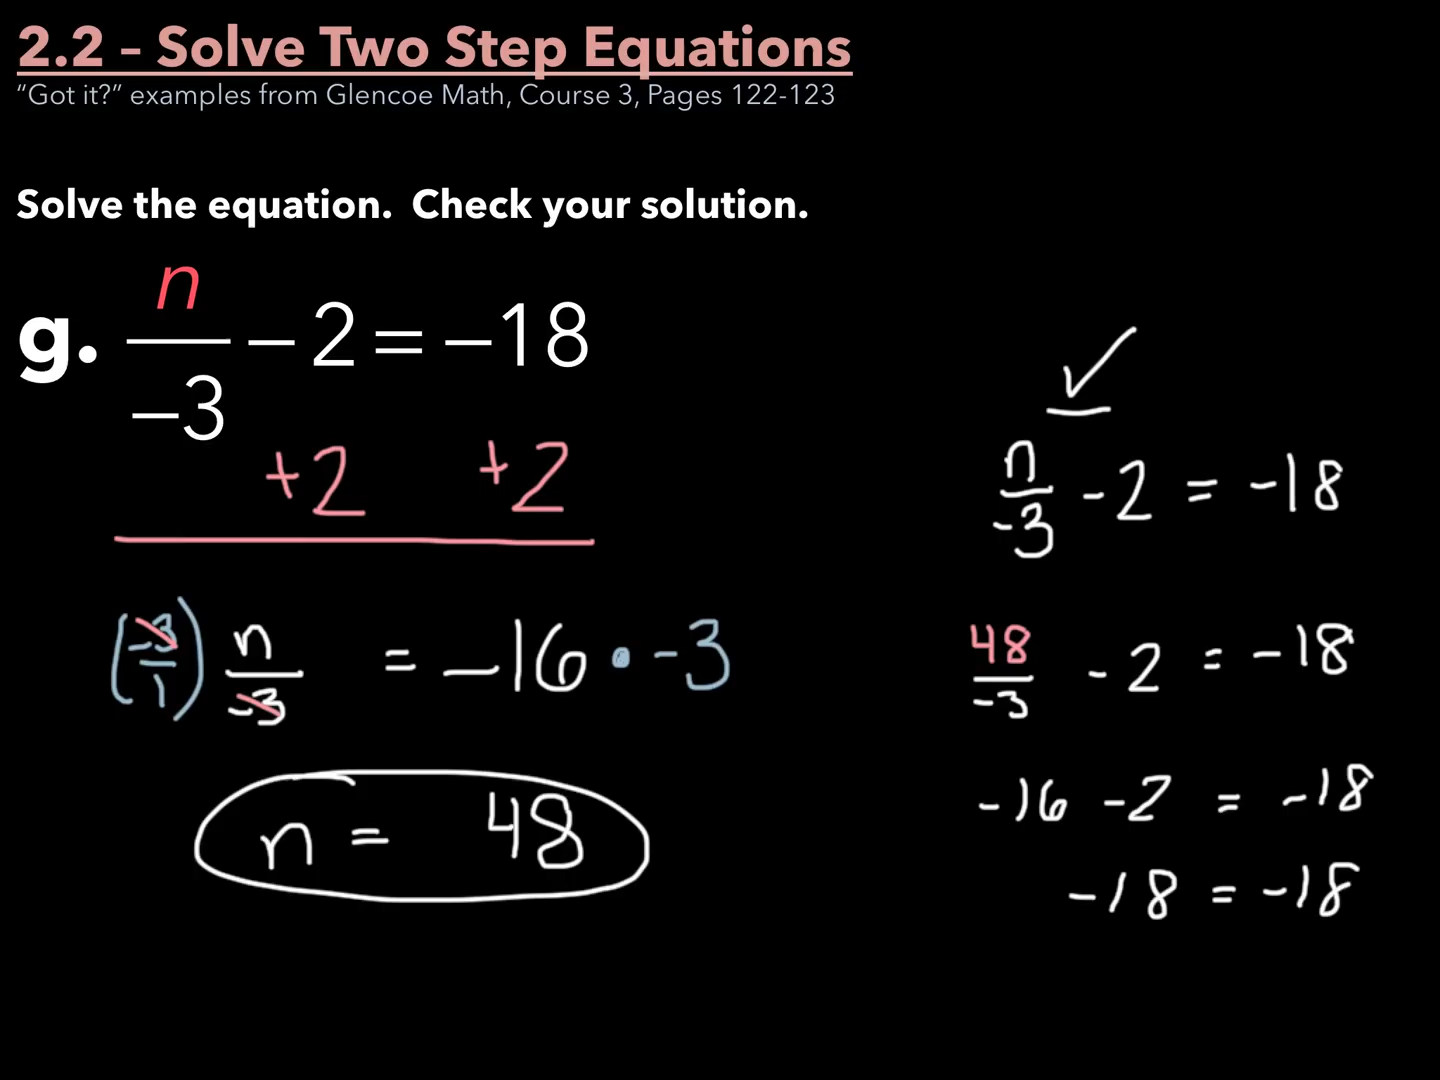 2.2 – Solve Two Step Equations
“Got it?” examples from Glencoe Math, Course 3, Pages 122-123
Solve the equation.  Check your solution.
g. n/−3 − 2 = −18
+2 +2
(-3/1) n/-3 = -16 • -3
n = 48
✓
n/-3 - 2 = -18
48/-3 - 2 = -18
-16 - 2 = -18
-18 = -18